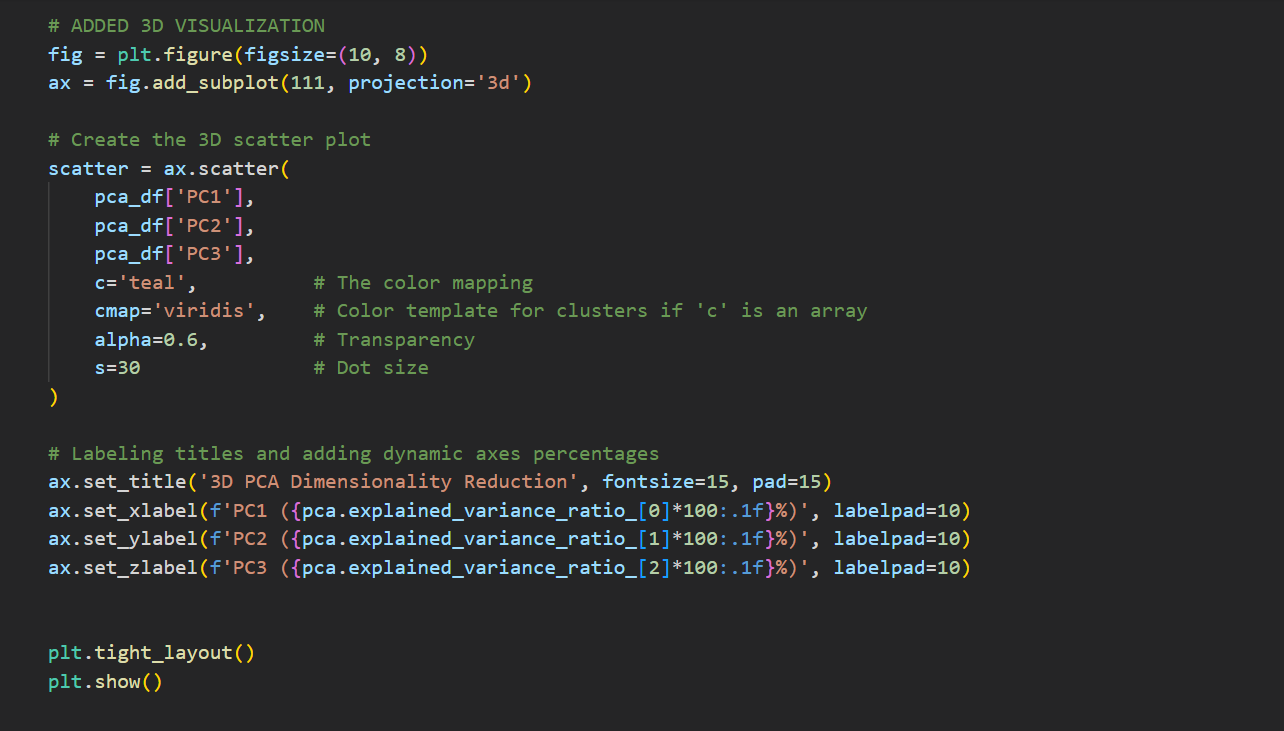 # ADDED 3D VISUALIZATION
fig = plt.figure(figsize=(10, 8))
ax = fig.add_subplot(111, projection='3d')

# Create the 3D scatter plot
scatter = ax.scatter(
    pca_df['PC1'],
    pca_df['PC2'],
    pca_df['PC3'],
    c='teal',          # The color mapping
    cmap='viridis',    # Color template for clusters if 'c' is an array
    alpha=0.6,         # Transparency
    s=30               # Dot size
)

# Labeling titles and adding dynamic axes percentages
ax.set_title('3D PCA Dimensionality Reduction', fontsize=15, pad=15)
ax.set_xlabel(f'PC1 ({pca.explained_variance_ratio_[0]*100:.1f}%)', labelpad=10)
ax.set_ylabel(f'PC2 ({pca.explained_variance_ratio_[1]*100:.1f}%)', labelpad=10)
ax.set_zlabel(f'PC3 ({pca.explained_variance_ratio_[2]*100:.1f}%)', labelpad=10)


plt.tight_layout()
plt.show()